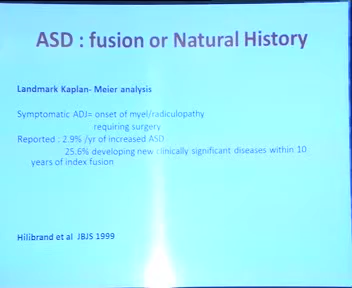 ASD : fusion or Natural History
Landmark Kaplan- Meier analysis
Symptomatic ADJ= onset of myel/radiculopathy
requiring surgery
Reported : 2.9% /yr of increased ASD
25.6% developing new clinically significant diseases within 10
years of index fusion
Hilibrand et al JBJS 1999